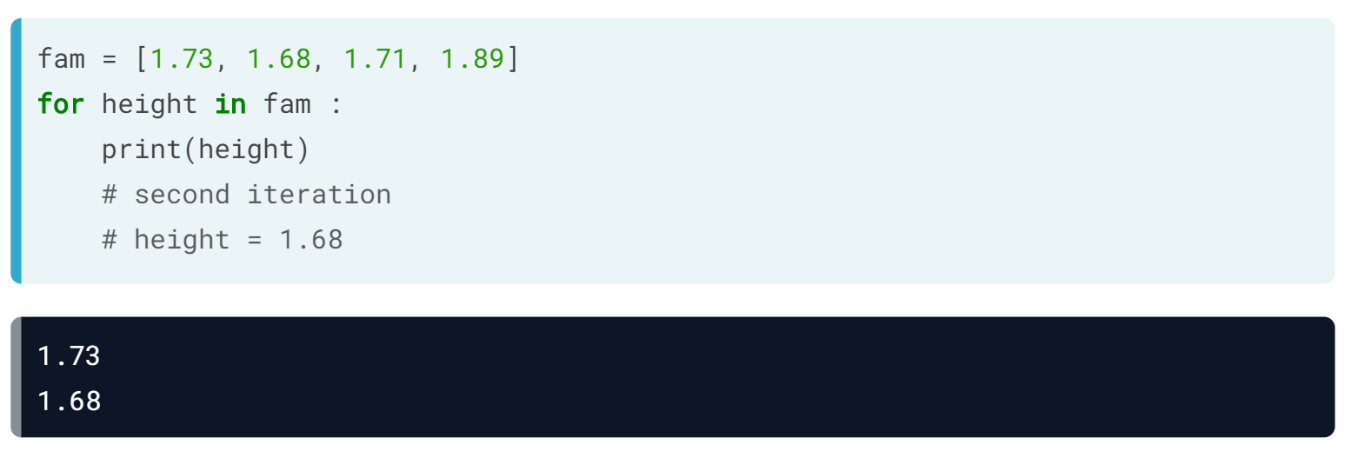 fam = [1.73, 1.68, 1.71, 1.89]
for height in fam :
    print(height)
    # second iteration
    # height = 1.68
1.73
1.68